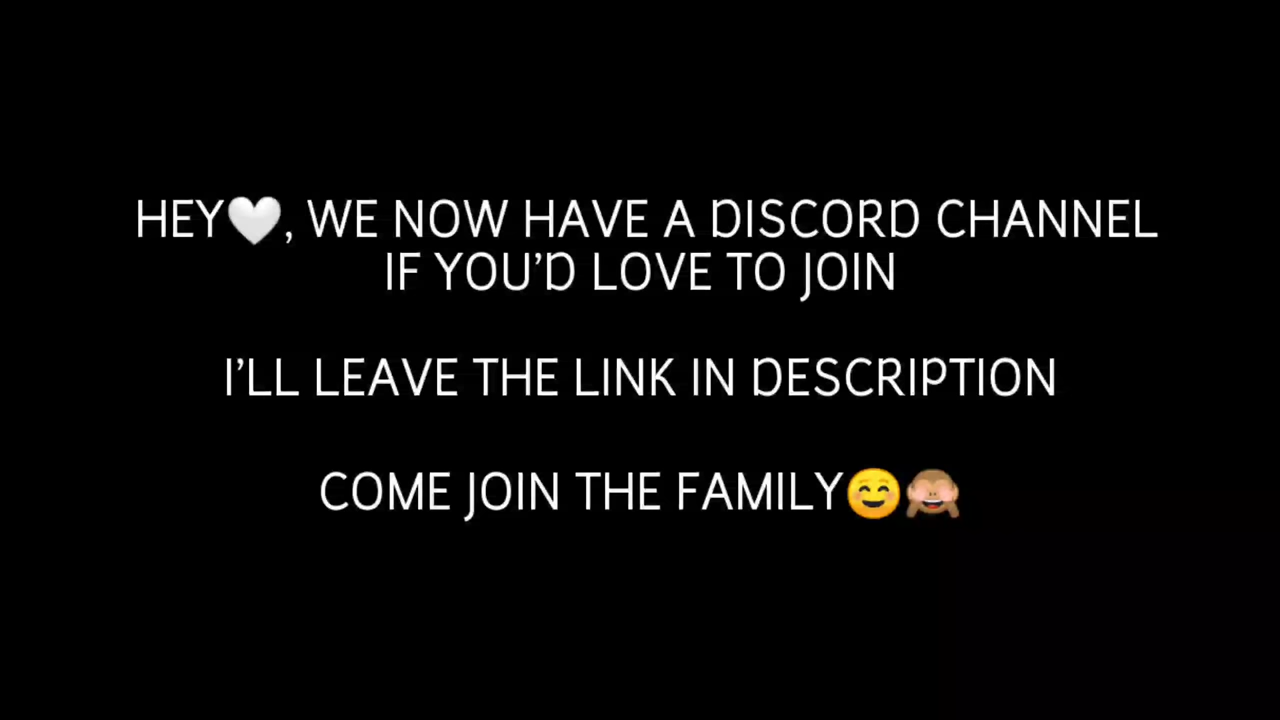 HEY🤍, WE NOW HAVE A DISCORD CHANNEL
IF YOU’D LOVE TO JOIN
I’LL LEAVE THE LINK IN DESCRIPTION
COME JOIN THE FAMILY☺️🙈